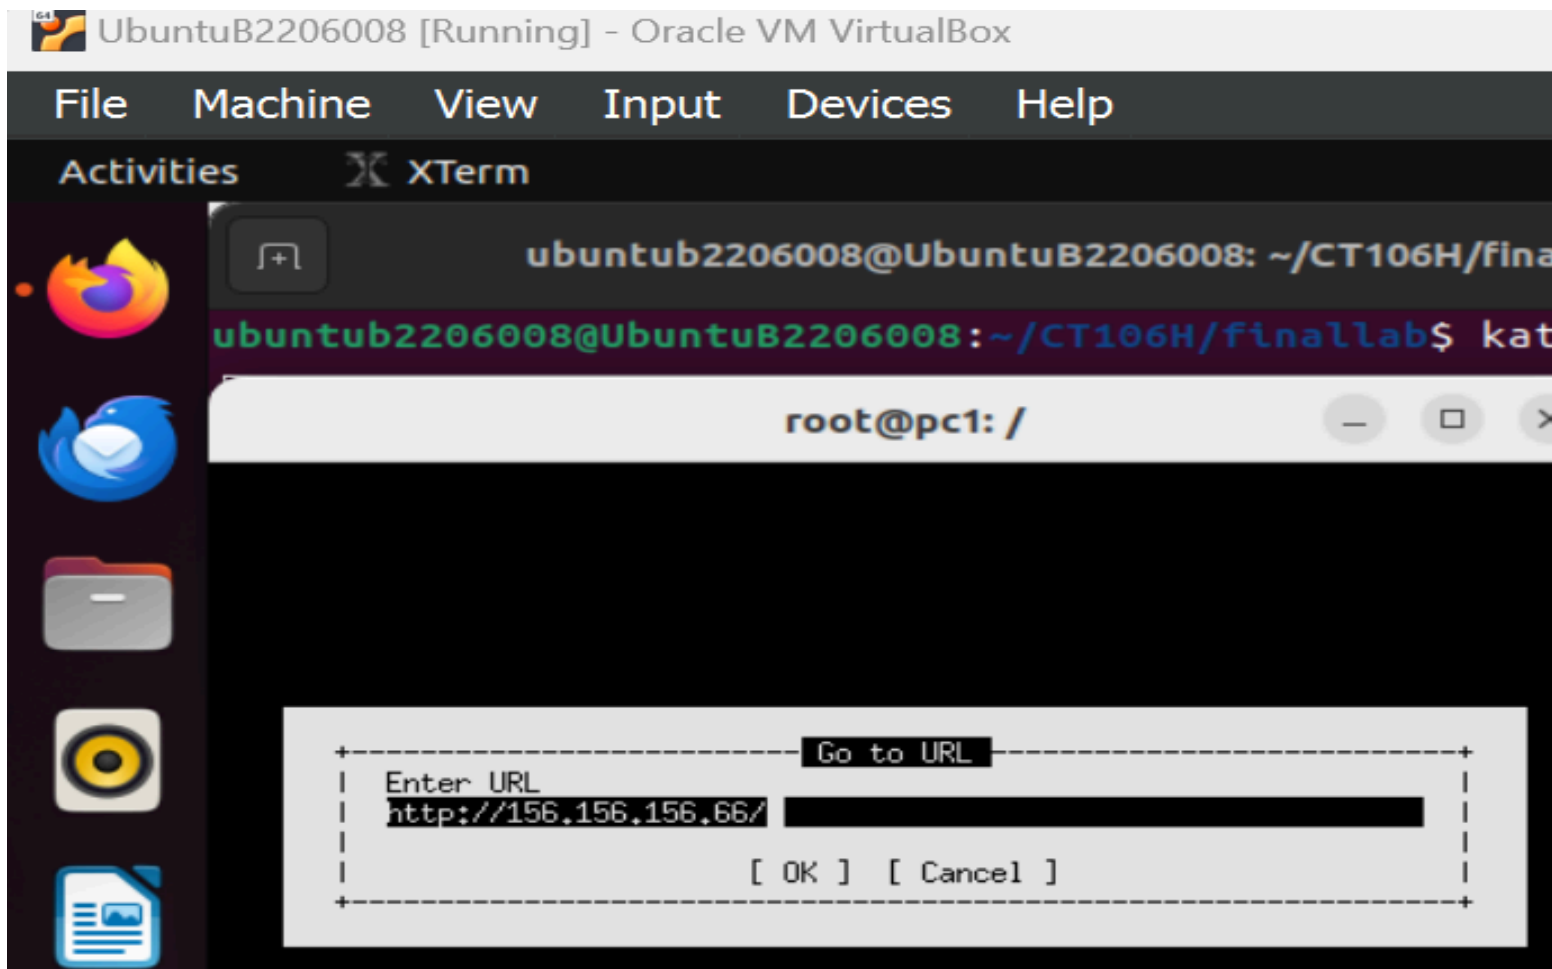 UbuntuB2206008 [Running] - Oracle VM VirtualBox
File Machine View Input Devices Help
Activities XTerm
ubuntub2206008@UbuntuB2206008: ~/CT106H/fina
ubuntub2206008@UbuntuB2206008:~/CT106H/finallab$ kat
root@pc1: /
Go to URL
Enter URL
http://156.156.156.66/
[ OK ] [ Cancel ]